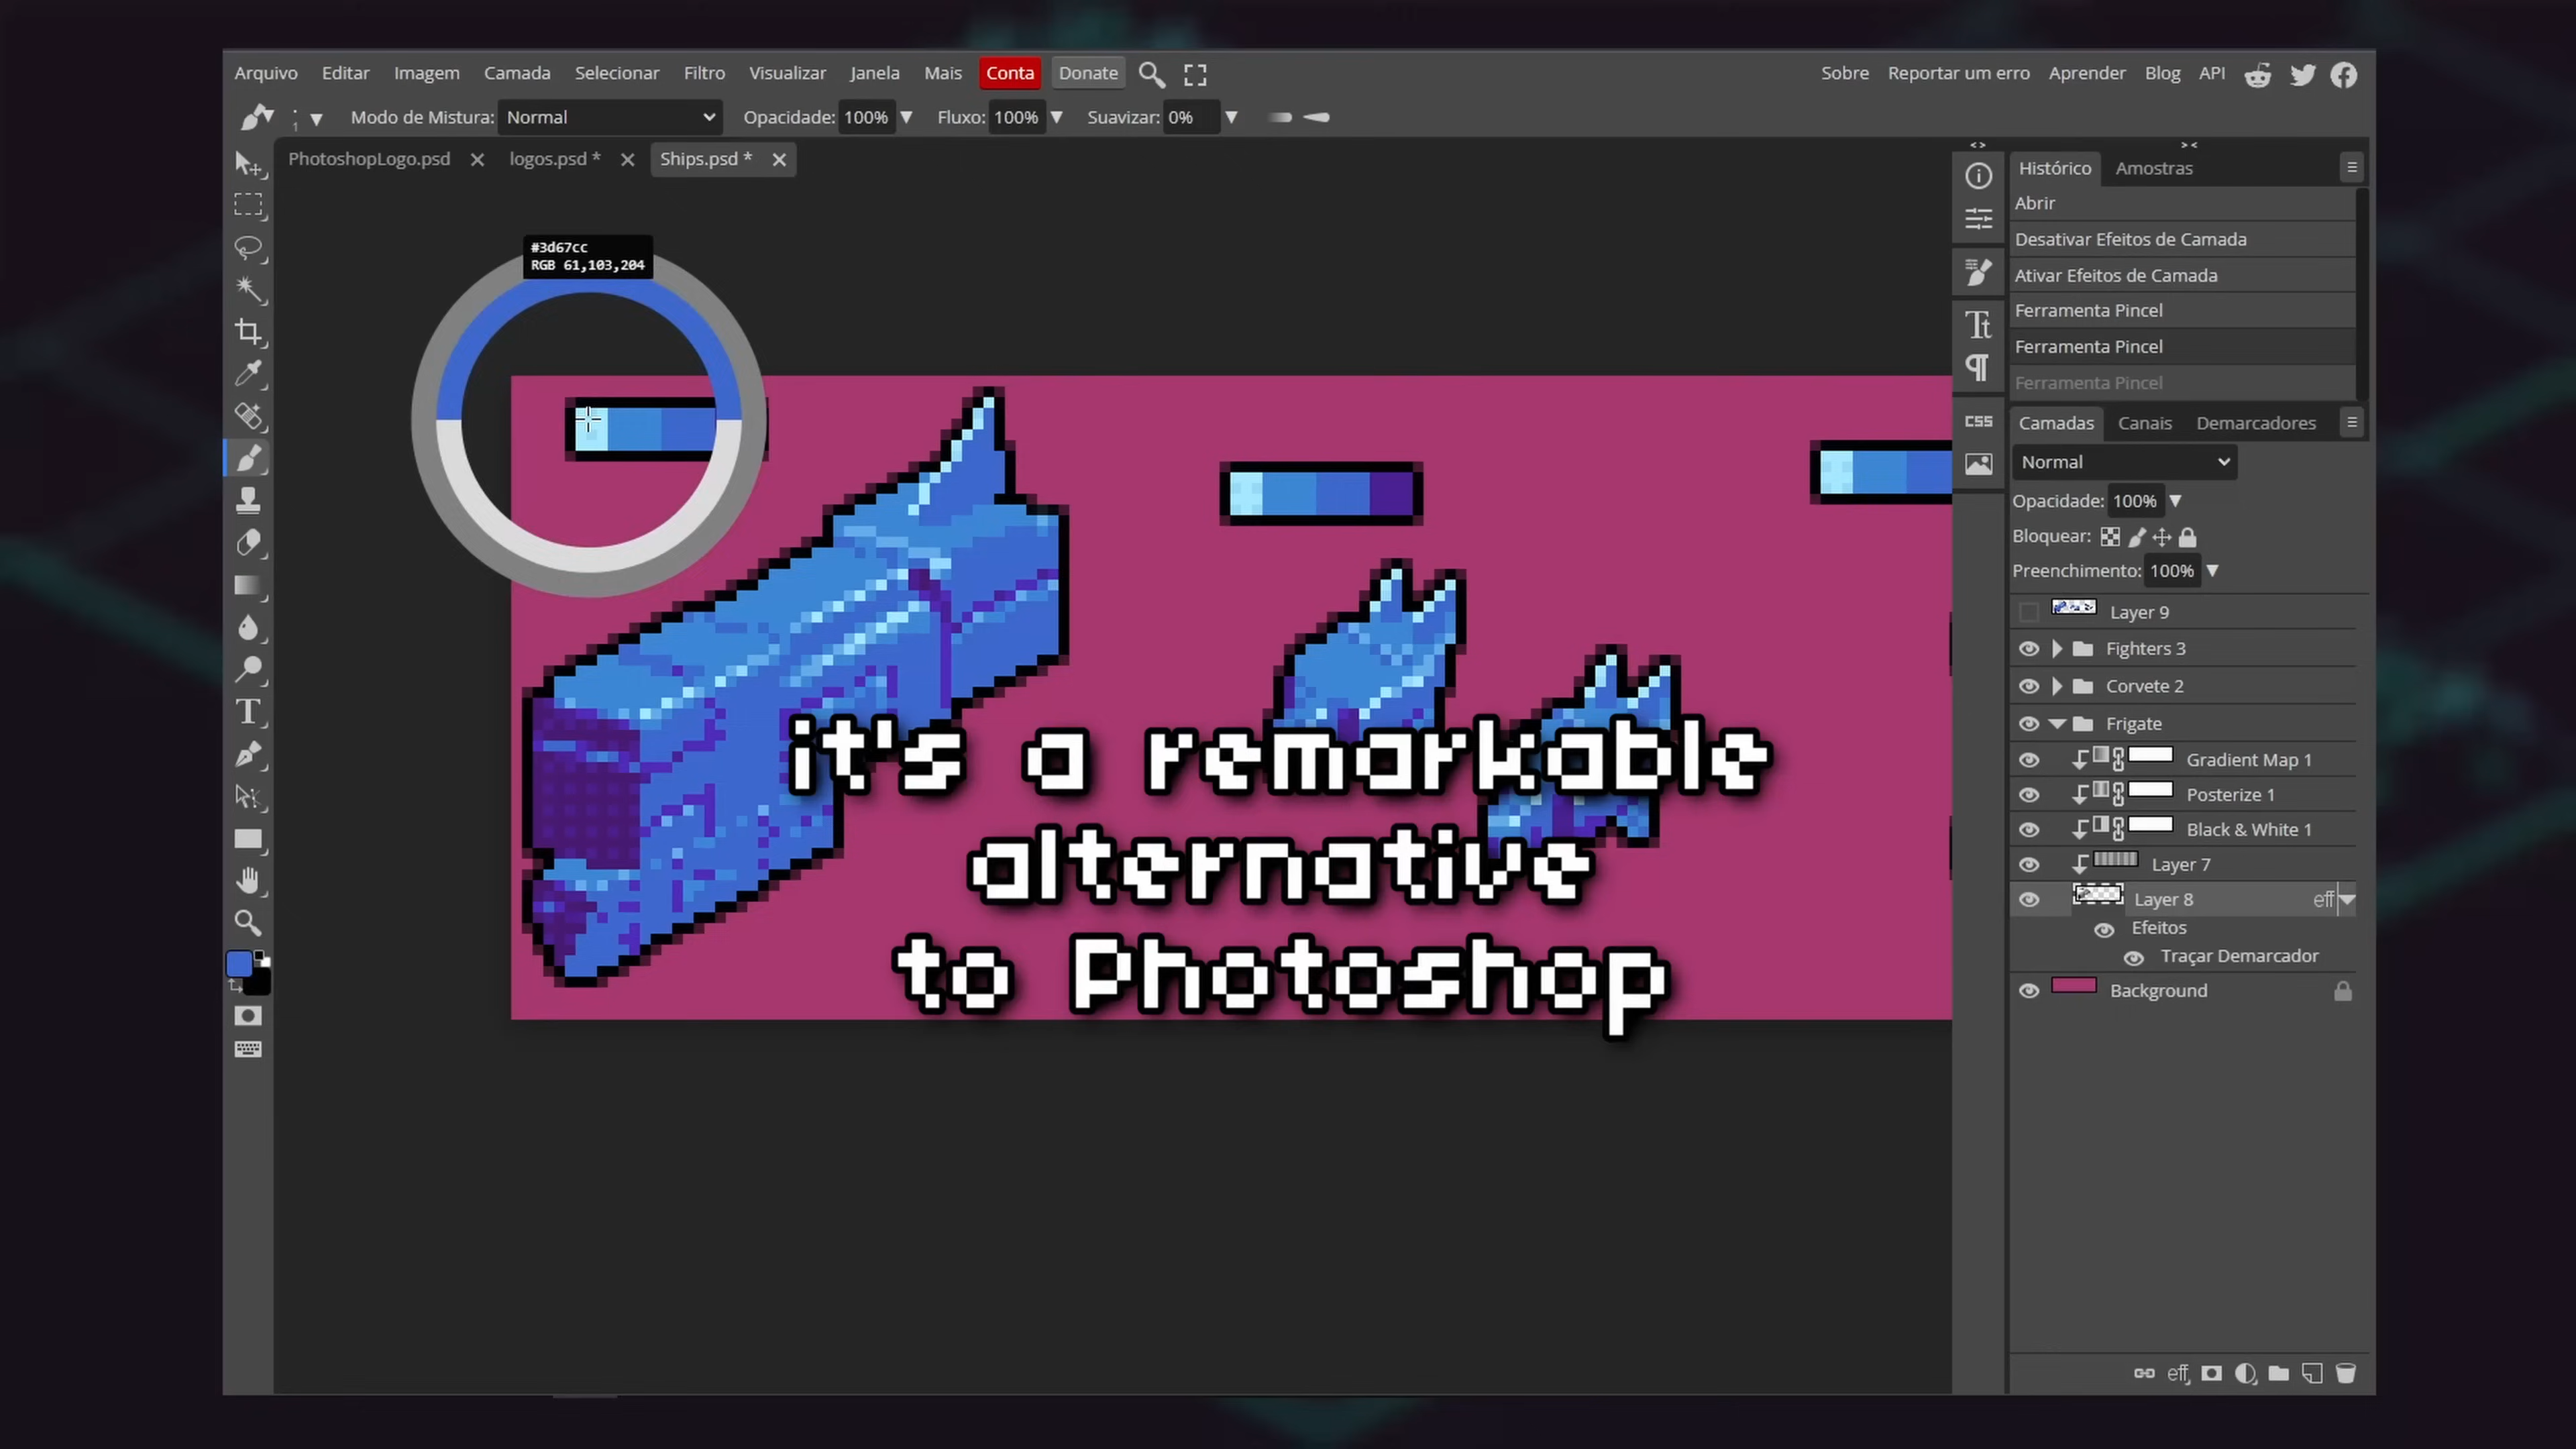 Arquivo Editar Imagem Camada Selecionar Filtro Visualizar Janela Mais Conta Donate Sobre Reportar um erro Aprender Blog API
1 Modo de Mistura: Normal Opacidade: 100% Fluxo: 100% Suavizar: 0%
PhotoshopLogo.psd logos.psd * Ships.psd *
#3d67cc
RGB 61,103,204
it's a remarkable
alternative
to Photoshop
CSS
Histórico Amostras
Abrir
Desativar Efeitos de Camada
Ativar Efeitos de Camada
Ferramenta Pincel
Ferramenta Pincel
Ferramenta Pincel
Camadas Canais Demarcadores
Normal
Opacidade: 100%
Bloquear:
Preenchimento: 100%
Layer 9
Fighters 3
Corvete 2
Frigate
Gradient Map 1
Posterize 1
Black & White 1
Layer 7
Layer 8 eff
Efeitos
Traçar Demarcador
Background
eff